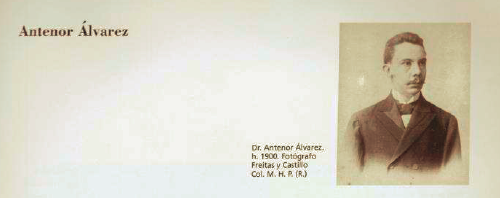 Antenor Álvarez
Dr. Antenor Álvarez,
h. 1900. Fotógrafo
Freitas y Castillo
Col. M. H. P. (R.)